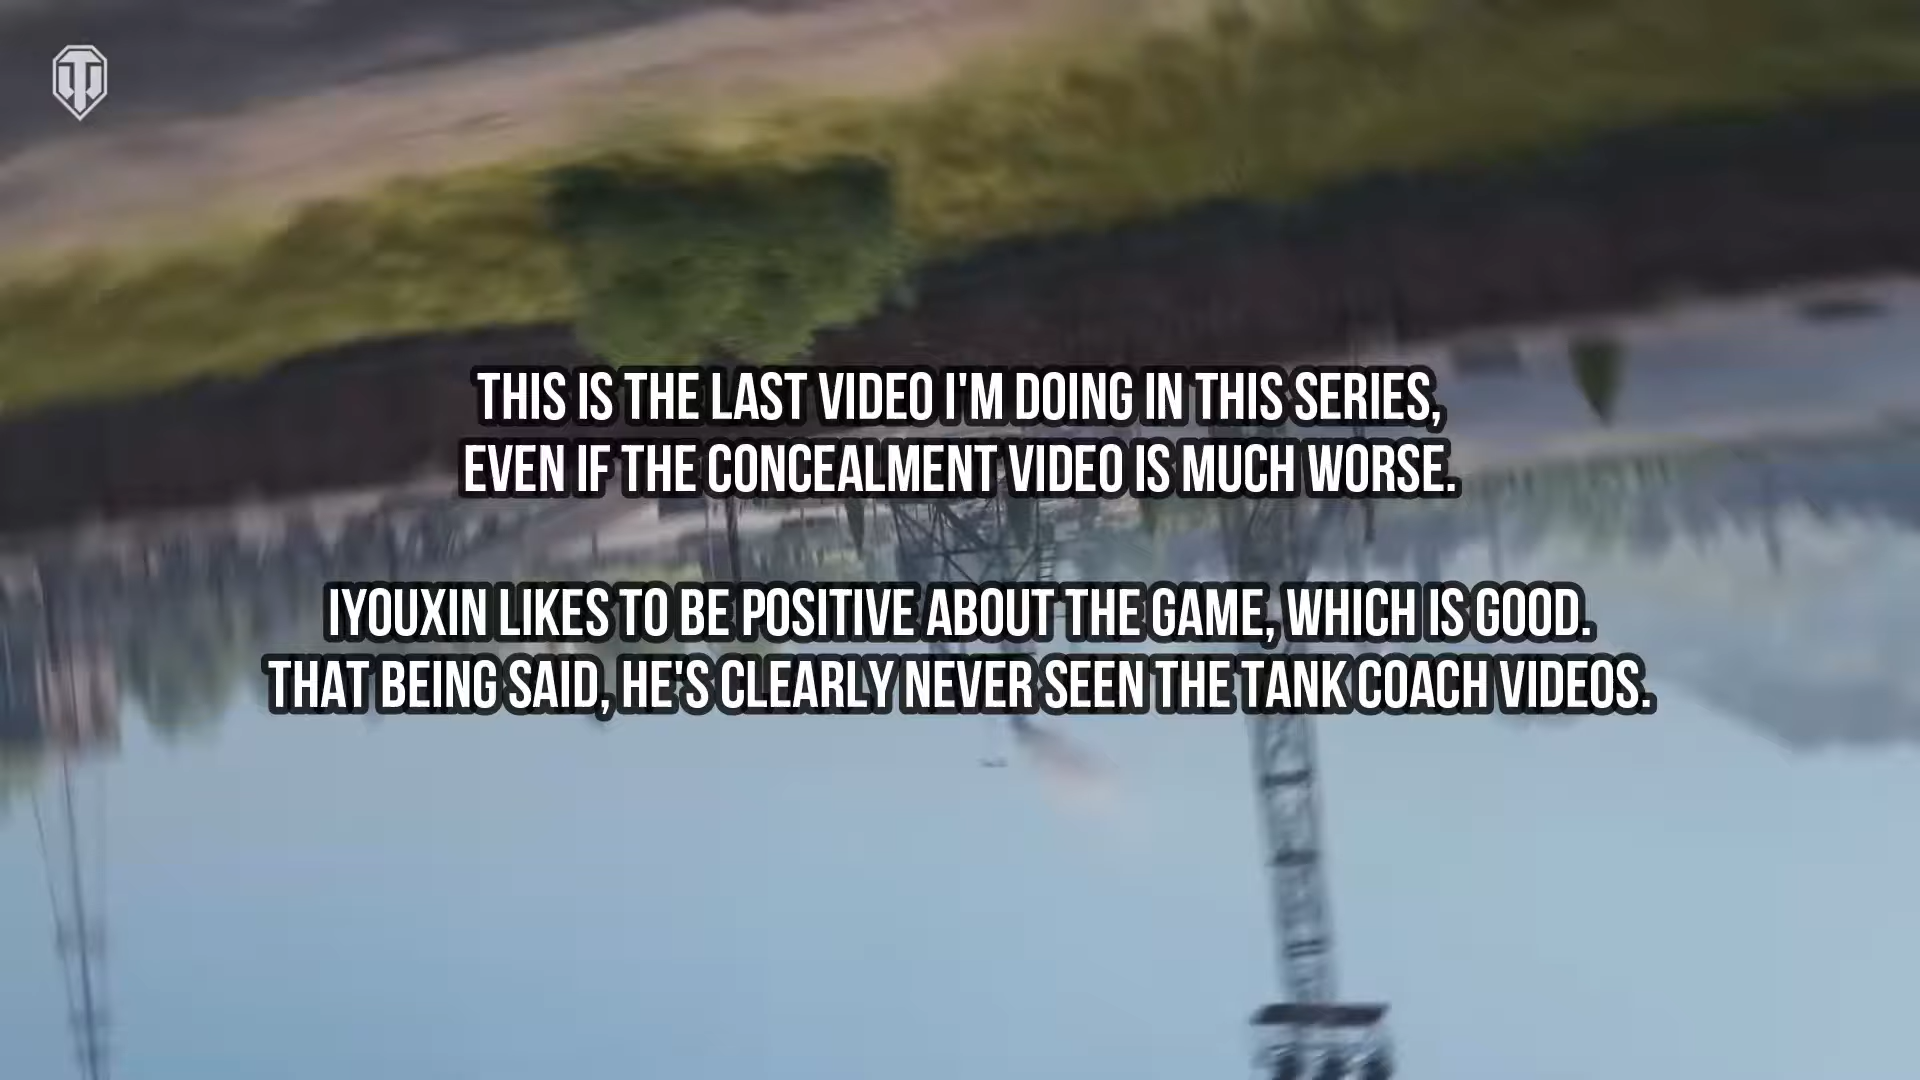 THIS IS THE LAST VIDEO I'M DOING IN THIS SERIES,
EVEN IF THE CONCEALMENT VIDEO IS MUCH WORSE.
IYOUXIN LIKES TO BE POSITIVE ABOUT THE GAME, WHICH IS GOOD.
THAT BEING SAID, HE'S CLEARLY NEVER SEEN THE TANK COACH VIDEOS.